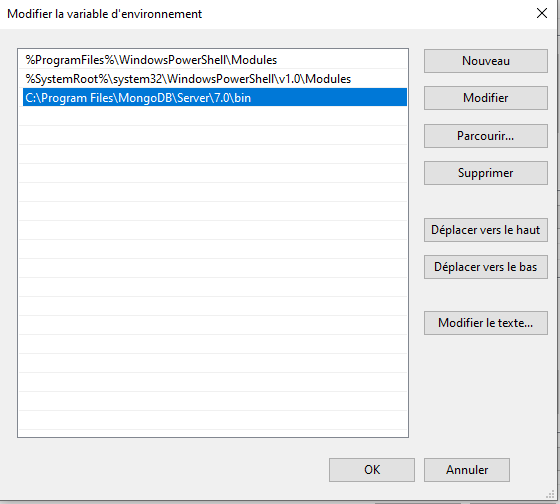 Modifier la variable d'environnement
%ProgramFiles%\WindowsPowerShell\Modules
%SystemRoot%\system32\WindowsPowerShell\v1.0\Modules
C:\Program Files\MongoDB\Server\7.0\bin
Nouveau
Modifier
Parcourir...
Supprimer
Déplacer vers le haut
Déplacer vers le bas
Modifier le texte...
OK
Annuler